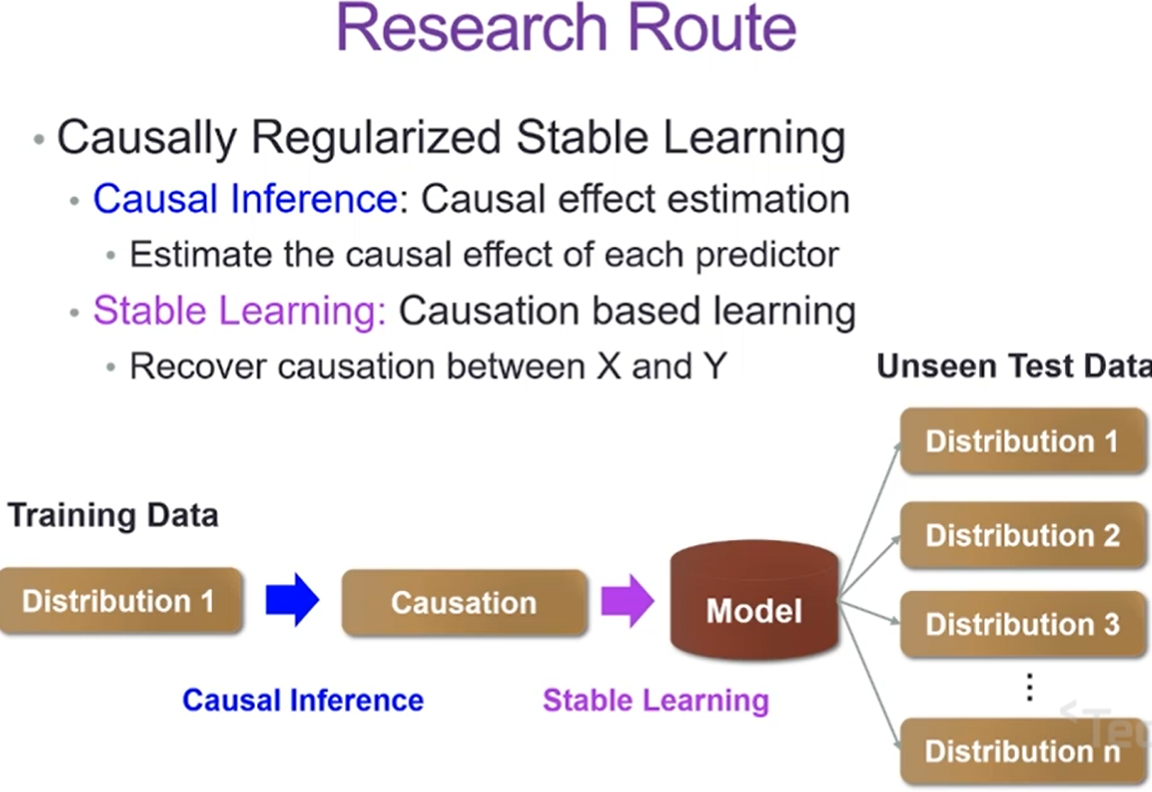 Research Route
• Causally Regularized Stable Learning
• Causal Inference: Causal effect estimation
• Estimate the causal effect of each predictor
• Stable Learning: Causation based learning
• Recover causation between X and Y
Unseen Test Data
Distribution 1
Distribution 2
Training Data
Distribution 1
Causation
Model
Distribution 3
⋮
Causal Inference
Stable Learning
Distribution n